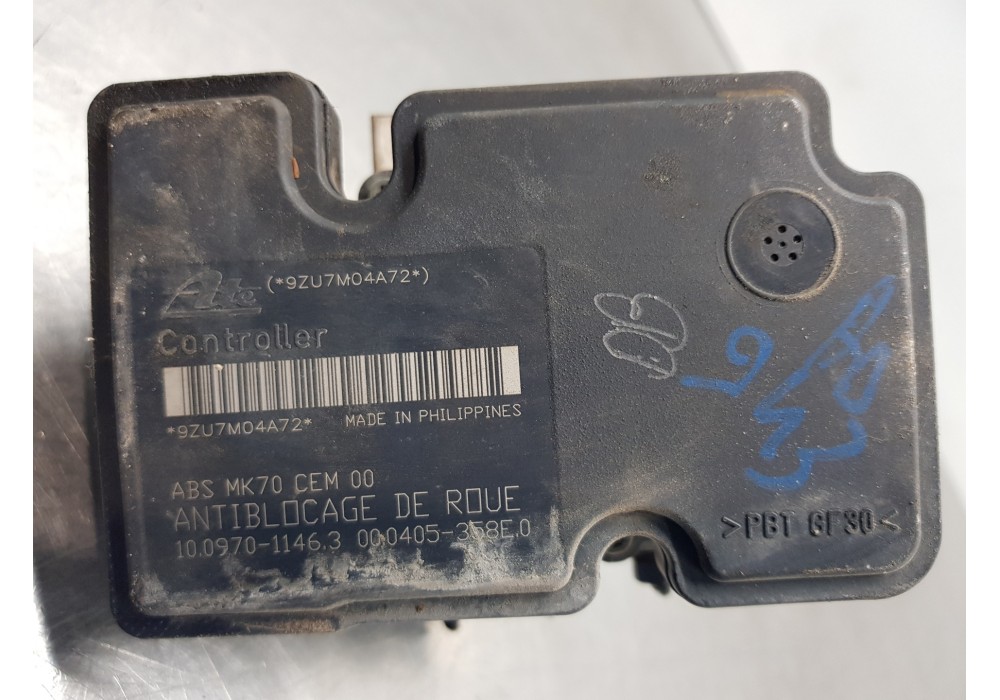 Ate (*9ZU7M04A72*)
Controller
*9ZU7M04A72* MADE IN PHILIPPINES
ABS MK70 CEM 00
ANTIBLOCAGE DE ROUE
10.0970-1146.3 00.0405-358E.0
>PBT GF30<